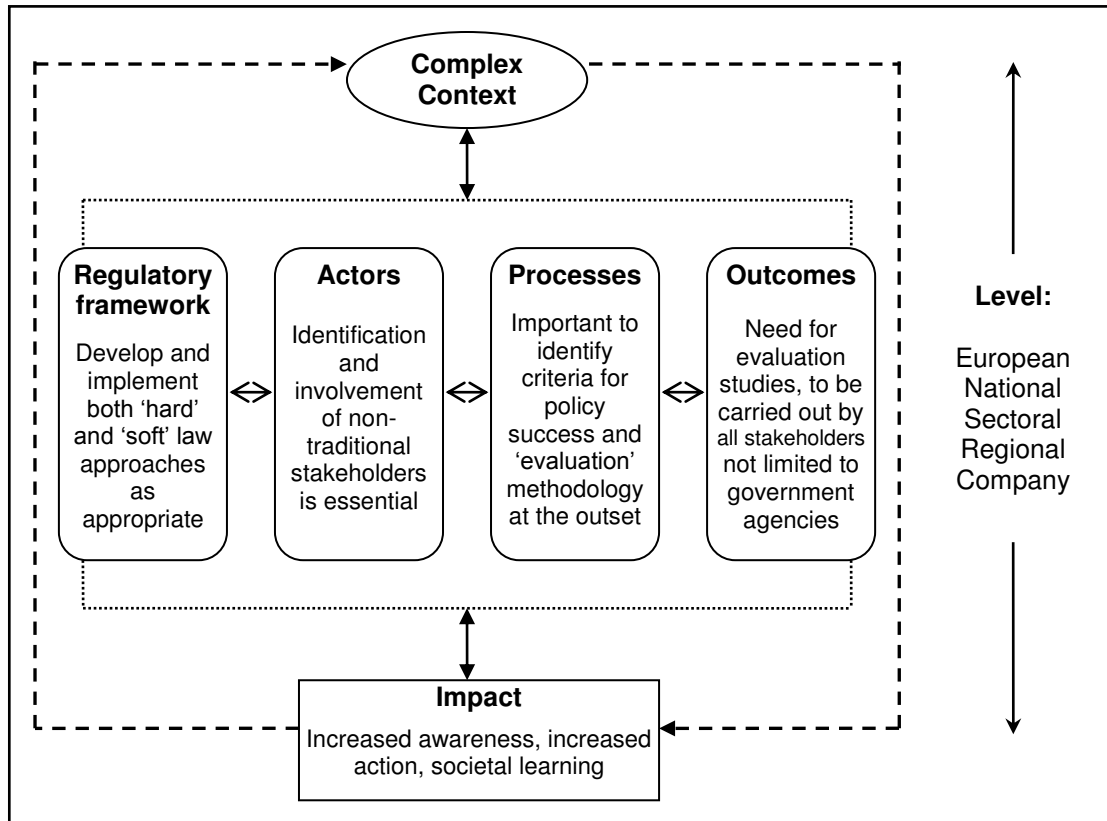 Complex
Context
Regulatory
framework
Develop and
implement
both ‘hard’
and ‘soft’ law
approaches
as
appropriate
Actors
Identification
and
involvement
of non-
traditional
stakeholders
is essential
Processes
Important to
identify
criteria for
policy
success and
‘evaluation’
methodology
at the outset
Outcomes
Need for
evaluation
studies, to be
carried out by
all stakeholders
not limited to
government
agencies
Level:
European
National
Sectoral
Regional
Company
Impact
Increased awareness, increased
action, societal learning